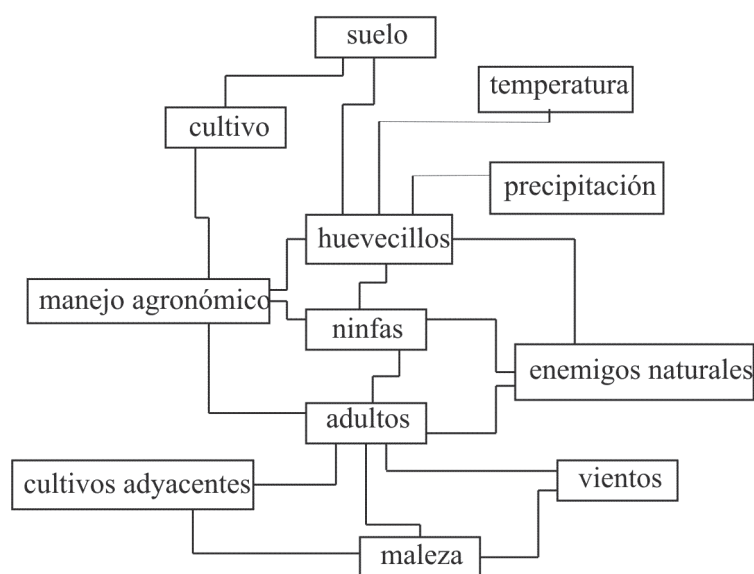 suelo
temperatura
cultivo
precipitación
huevecillos
manejo agronómico
ninfas
enemigos naturales
adultos
cultivos adyacentes
vientos
maleza